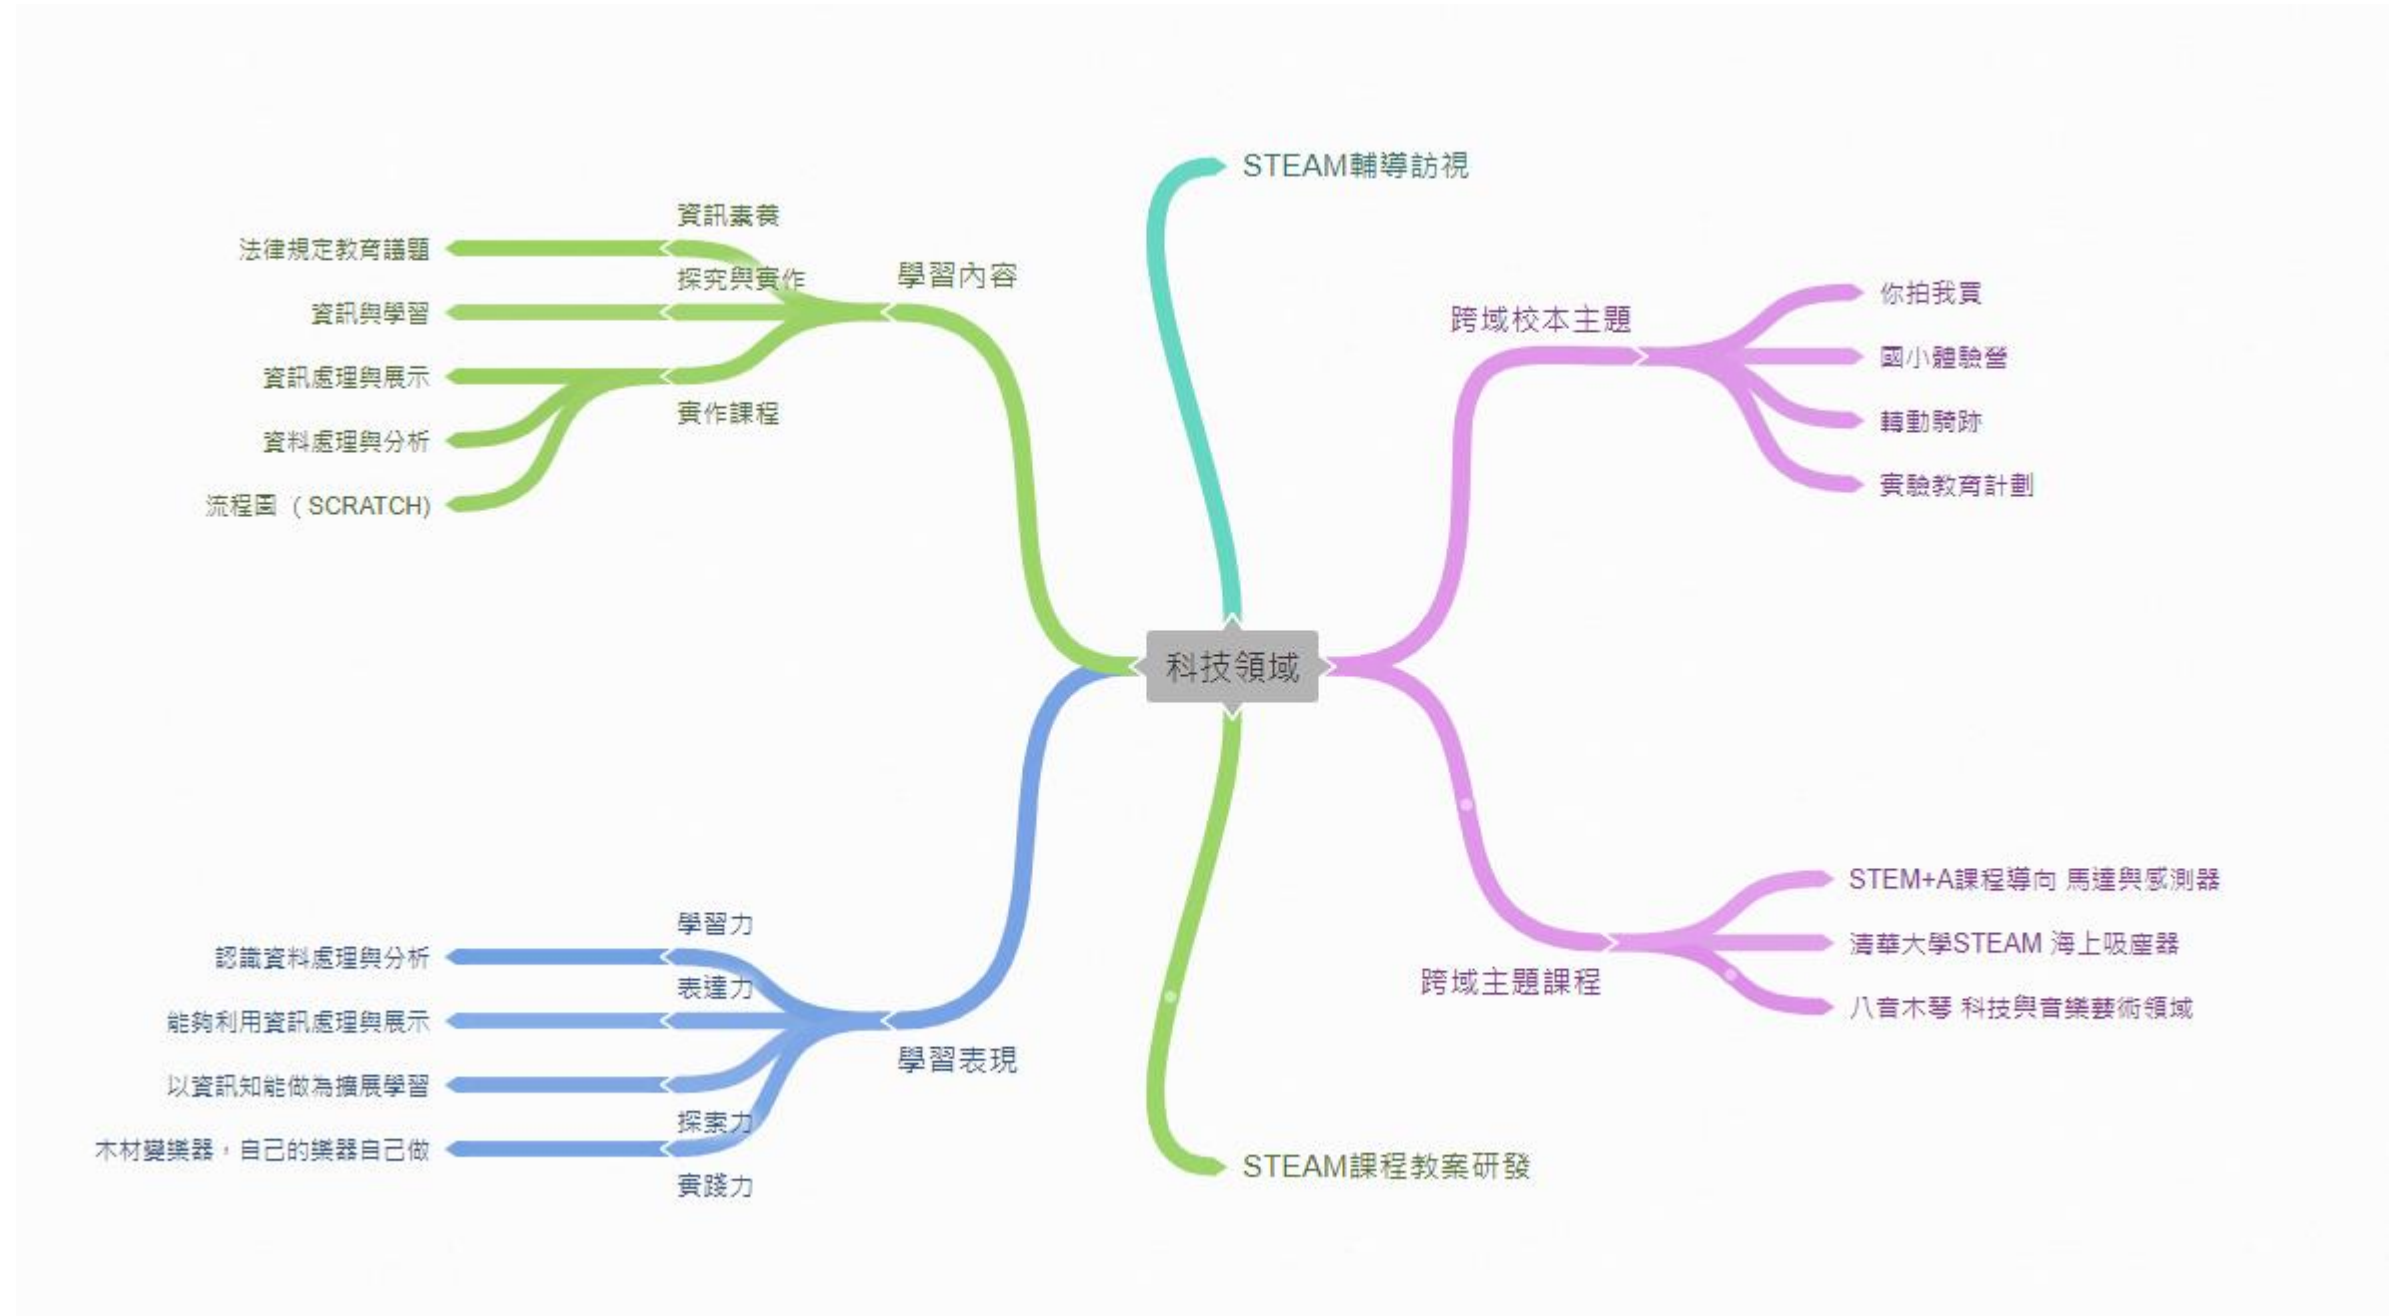 STEAM輔導訪視
資訊素養
法律規定教育議題
探究與實作
學習內容
資訊與學習
資訊處理與展示
實作課程
資料處理與分析
流程圖 （SCRATCH)
跨域校本主題
你拍我買
國小體驗營
轉動騎跡
實驗教育計劃
科技領域
學習力
認識資料處理與分析
表達力
能夠利用資訊處理與展示
學習表現
以資訊知能做為擴展學習
探索力
木材變樂器，自己的樂器自己做
實踐力
STEM+A課程導向 馬達與感測器
清華大學STEAM 海上吸塵器
跨域主題課程
八音木琴 科技與音樂藝術領域
STEAM課程教案研發